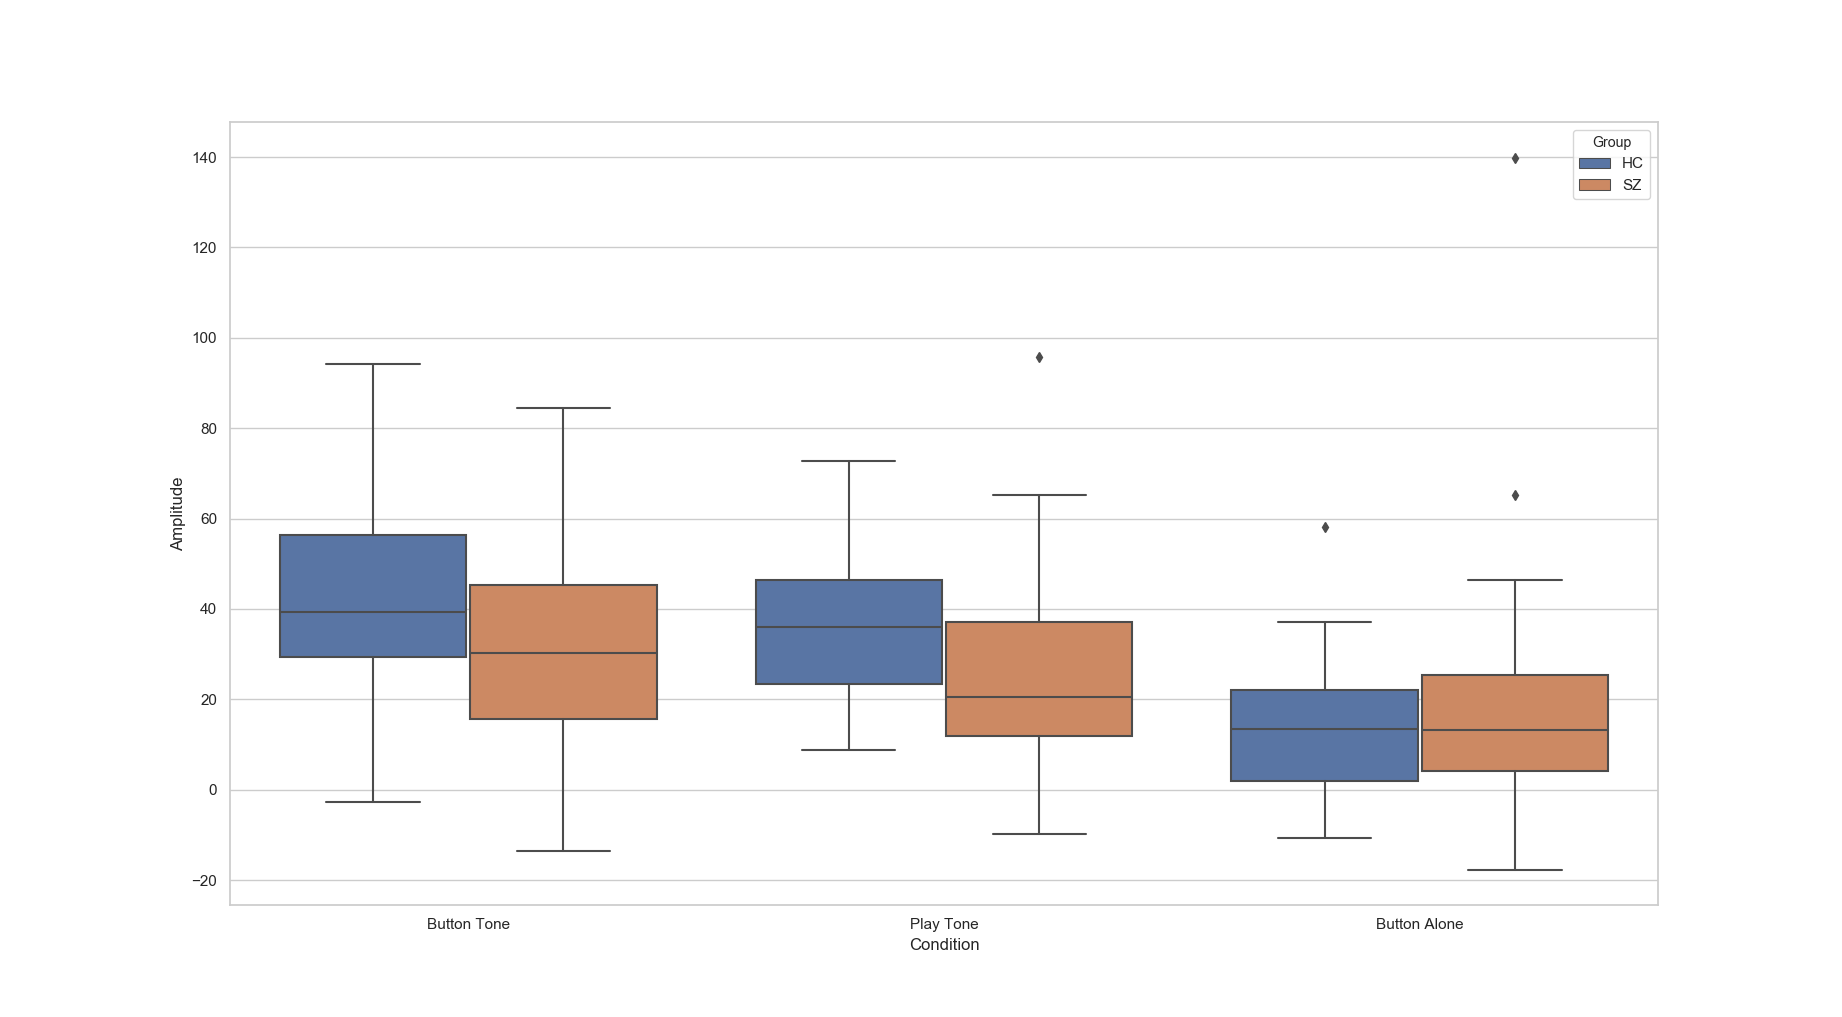 Group
HC
SZ
140
120
100
80
60
40
20
0
−20
Amplitude
Button Tone
Play Tone
Button Alone
Condition